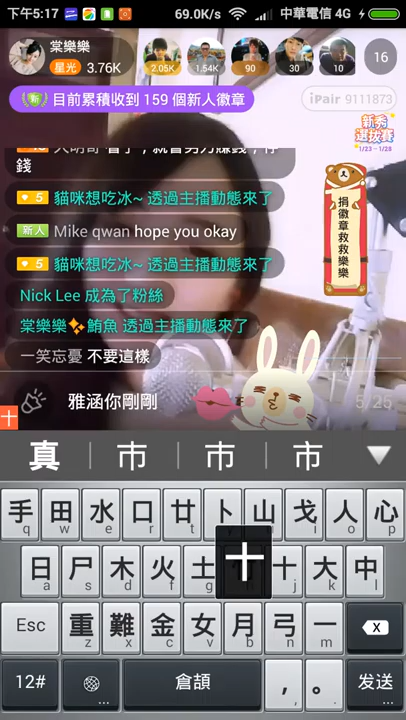 下午5:17 69.0K/s 中華電信 4G
棠樂樂
星光 3.76K
2.05K 1.54K 90 30 10 16
新 目前累積收到 159 個新人徽章
iPair 9111873
新秀
選拔賽
1/23~1/28
捐徽章救救樂樂
錢
5 貓咪想吃冰~ 透過主播動態來了
新人 Mike qwan hope you okay
5 貓咪想吃冰~ 透過主播動態來了
Nick Lee 成為了粉絲
棠樂樂✨鮪魚 透過主播動態來了
一笑忘憂 不要這樣
雅涵你剛剛 5/25
十
真 市 市 市
手 田 水 口 廿 卜 山 戈 人 心
q w e r t y u i o p
日 尸 木 火 土 十 大 中
a s d f g j k l
十
Esc 重 難 金 女 月 弓 一
z x c v b n m
12# 倉頡 , 。 发送